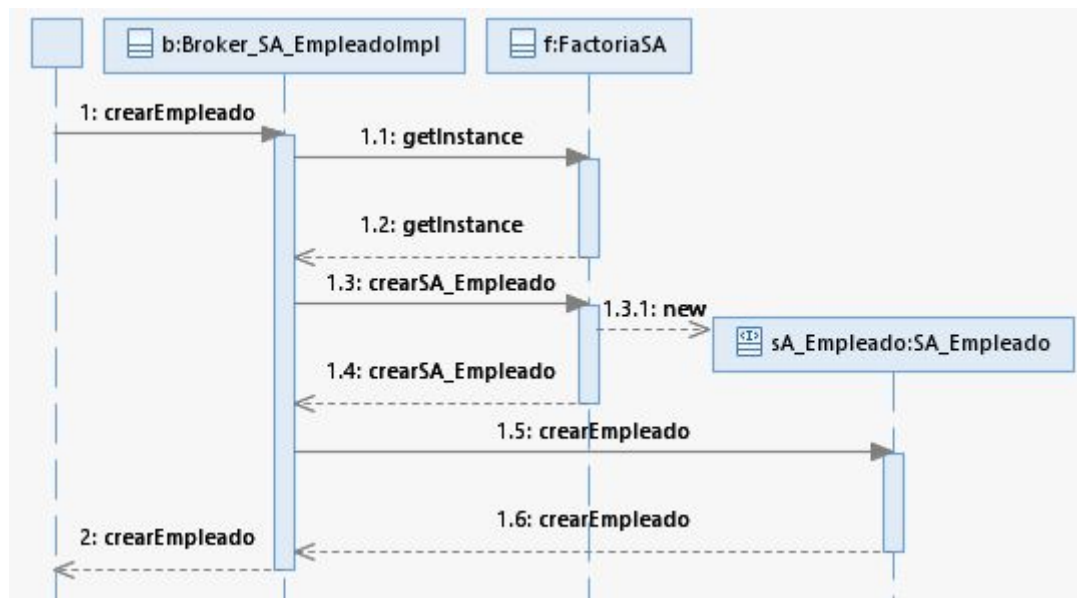 b:Broker_SA_EmpleadoImpl
f:FactoriaSA
1: crearEmpleado
1.1: getInstance
1.2: getInstance
1.3: crearSA_Empleado
1.3.1: new
<I>
sA_Empleado:SA_Empleado
1.4: crearSA_Empleado
1.5: crearEmpleado
1.6: crearEmpleado
2: crearEmpleado